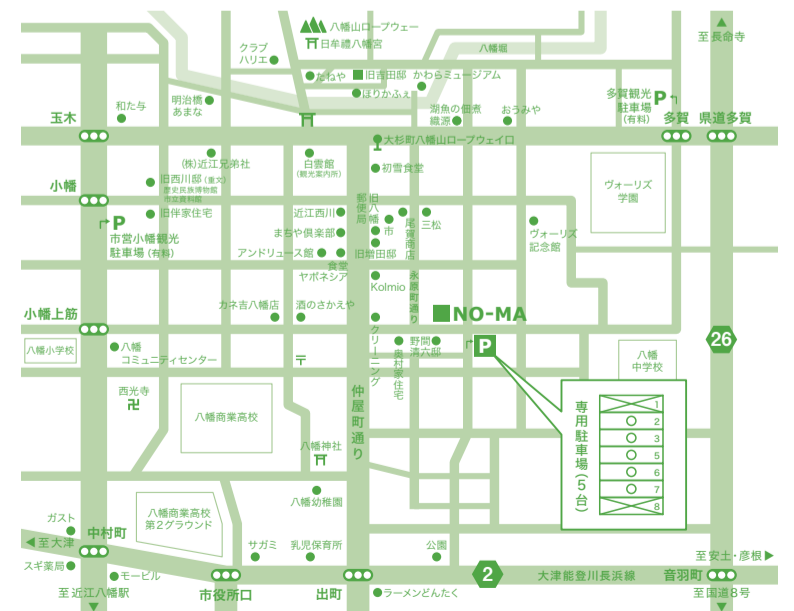 八幡山ロープウェー
日牟禮八幡宮
八幡堀
至長命寺
クラブ
ハリエ
たねや
旧吉田邸
かわらミュージアム
ほりかふぇ
多賀観光
駐車場
(有料)
P
和た与
明治橋
あまな
湖魚の佃煮
織源
おうみや
玉木
多賀
県道多賀
大杉町八幡山ロープウェイ口
(株)近江兄弟社
白雲館
(観光案内所)
初雪食堂
小幡
旧西川邸(重文)
歴史民族博物館
市立資料館
旧伴家住宅
ヴォーリズ
学園
P
市営小幡観光
駐車場(有料)
近江西川
まちや倶楽部
アンドリュース館
食堂
ヤポネシア
旧八幡
郵便局
市
旧増田邸
尾賀商店
三松
ヴォーリズ
記念館
Kolmio
永原町通り
小幡上筋
カネ吉八幡店
酒のさかえや
NO-MA
クリーニング
奥村家住宅
野間
清六邸
P
26
八幡小学校
八幡
コミュニティセンター
〒
八幡
中学校
西光寺
卍
八幡商業高校
仲屋町通り
専用駐車場(5台)
1
2
3
5
6
7
8
八幡神社
八幡幼稚園
八幡商業高校
第2グラウンド
ガスト
至大津
中村町
スギ薬局
モービル
サガミ
乳児保育所
公園
至安土・彦根
至近江八幡駅
市役所口
出町
ラーメンどんたく
2
大津能登川長浜線
音羽町
至国道8号